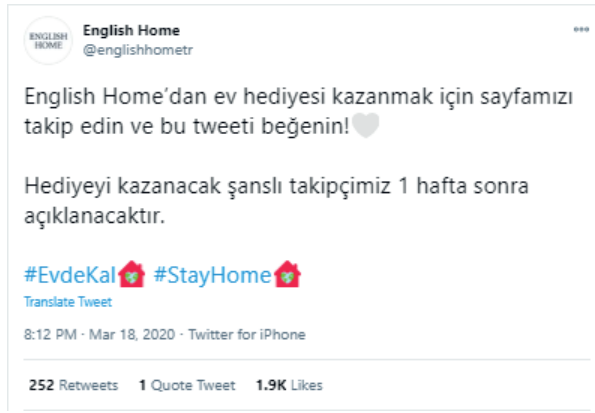 ENGLISH
HOME
English Home
@englishhometr
English Home’dan ev hediyesi kazanmak için sayfamızı
takip edin ve bu tweeti beğenin!🤍
Hediyeyi kazanacak şanslı takipçimiz 1 hafta sonra
açıklanacaktır.
#EvdeKal #StayHome
Translate Tweet
8:12 PM · Mar 18, 2020 · Twitter for iPhone
252 Retweets 1 Quote Tweet 1.9K Likes